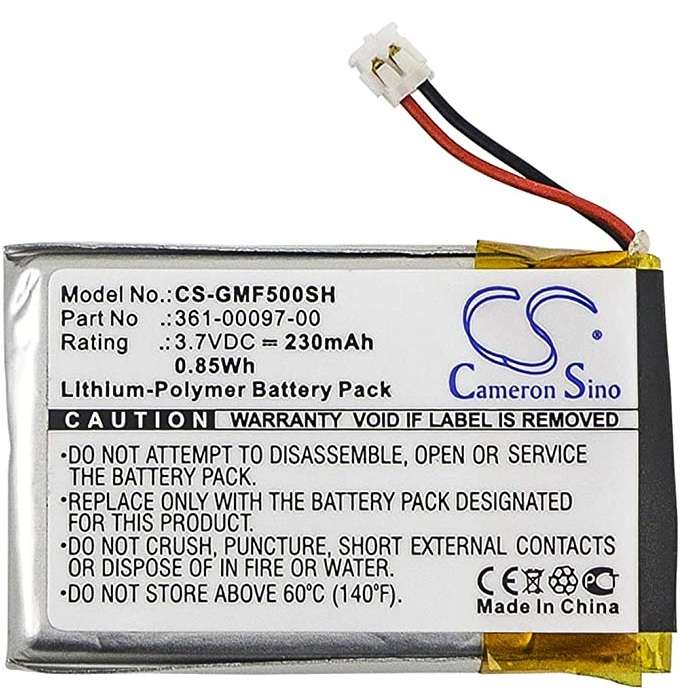 Model No.:CS-GMF500SH
Part No :361-00097-00
Rating :3.7VDC ⎓ 230mAh
0.85Wh
Lithium-Polymer Battery Pack
CS
Cameron Sino
CAUTION WARRANTY VOID IF LABEL IS REMOVED
•DO NOT ATTEMPT TO DISASSEMBLE, OPEN OR SERVICE
THE BATTERY PACK.
•REPLACE ONLY WITH THE BATTERY PACK DESIGNATED
FOR THIS PRODUCT.
•DO NOT CRUSH, PUNCTURE, SHORT EXTERNAL CONTACTS
OR DISPOSE OF IN FIRE OR WATER.
•DO NOT STORE ABOVE 60°C (140°F).
CE PCT
Made In China